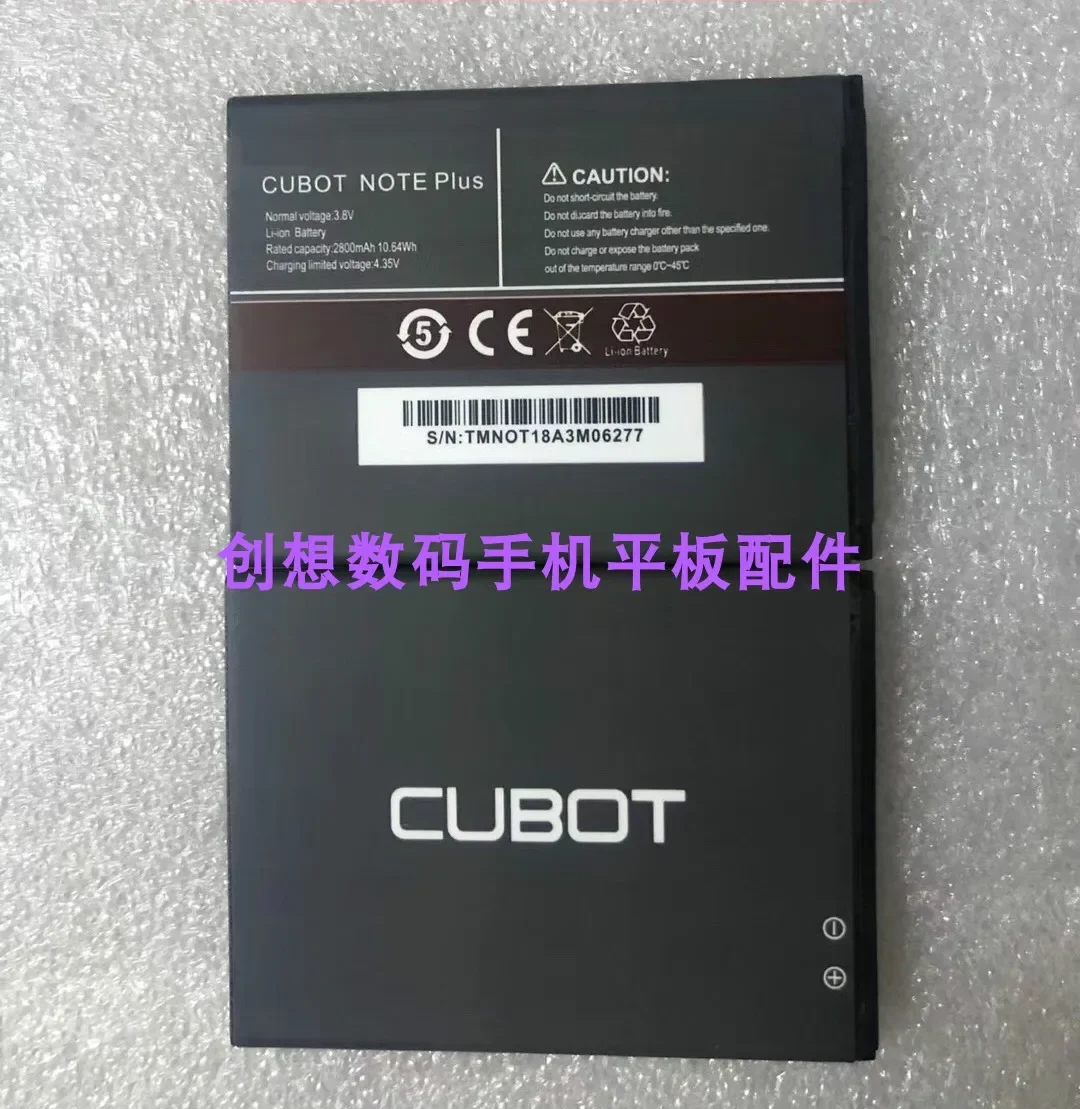 CUBOT NOTE Plus
Normal voltage:3.8V
Li-ion Battery
Rated capacity:2800mAh 10.64Wh
Charging limited voltage:4.35V
CAUTION:
Do not short-circuit the battery.
Do not discard the battery into fire.
Do not use any battery charger other than the specified one.
Do not charge or expose the battery pack
out of the temperature range 0℃~45℃
5 CE
Li-ion Battery
S/N:TMNOT18A3M06277
创想数码手机平板配件
CUBOT